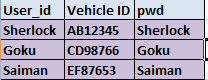 User_id Vehicle ID pwd
Sherlock AB12345 Sherlock
Goku CD98766 Goku
Saiman EF87653 Saiman